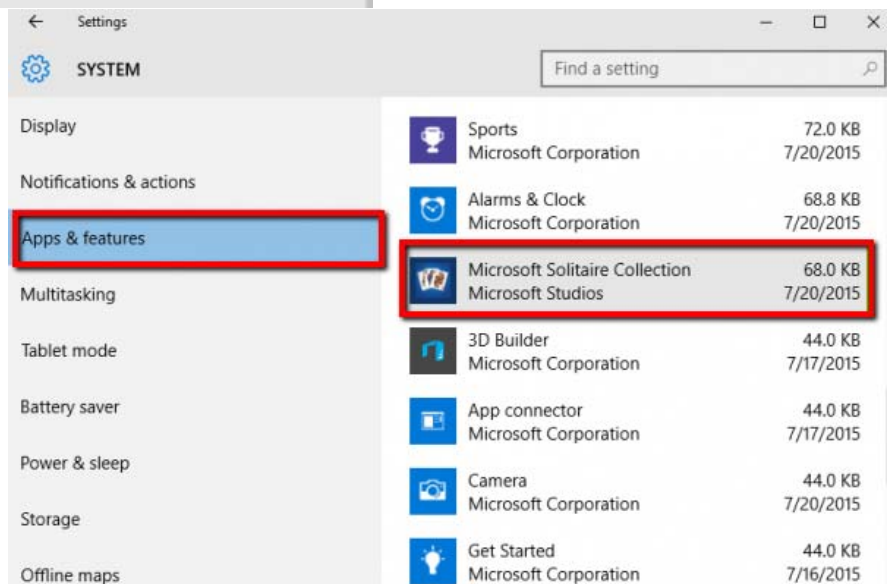 Settings
SYSTEM
Find a setting
Display
Notifications & actions
Apps & features
Multitasking
Tablet mode
Battery saver
Power & sleep
Storage
Offline maps
Sports 72.0 KB
Microsoft Corporation 7/20/2015
Alarms & Clock 68.8 KB
Microsoft Corporation 7/20/2015
Microsoft Solitaire Collection 68.0 KB
Microsoft Studios 7/20/2015
3D Builder 44.0 KB
Microsoft Corporation 7/17/2015
App connector 44.0 KB
Microsoft Corporation 7/17/2015
Camera 44.0 KB
Microsoft Corporation 7/20/2015
Get Started 44.0 KB
Microsoft Corporation 7/16/2015